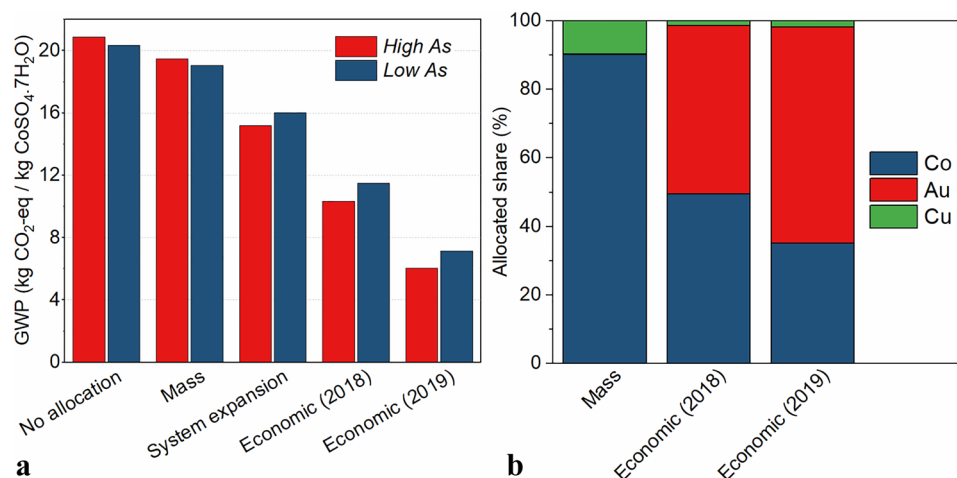 GWP (kg CO₂-eq / kg CoSO₄.7H₂O)
20
16
12
8
4
0
High As
Low As
No allocation
Mass
System expansion
Economic (2018)
Economic (2019)
a
Allocated share (%)
100
80
60
40
20
0
Co
Au
Cu
Mass
Economic (2018)
Economic (2019)
b